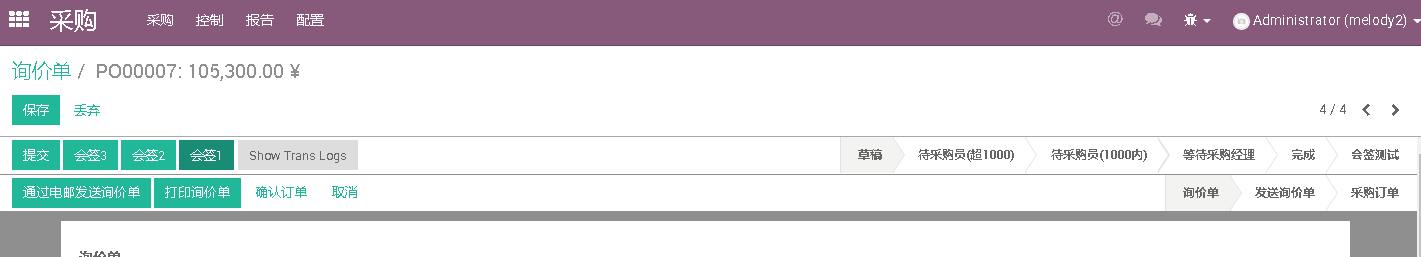 采购 采购 控制 报告 配置 @ Administrator (melody2)
询价单 / PO00007: 105,300.00 ¥
保存 丢弃 4 / 4
提交 会签3 会签2 会签1 Show Trans Logs 草稿 待采购员(超1000) 待采购员(1000内) 等待采购经理 完成 会签测试
通过电邮发送询价单 打印询价单 确认订单 取消 询价单 发送询价单 采购订单
询价单